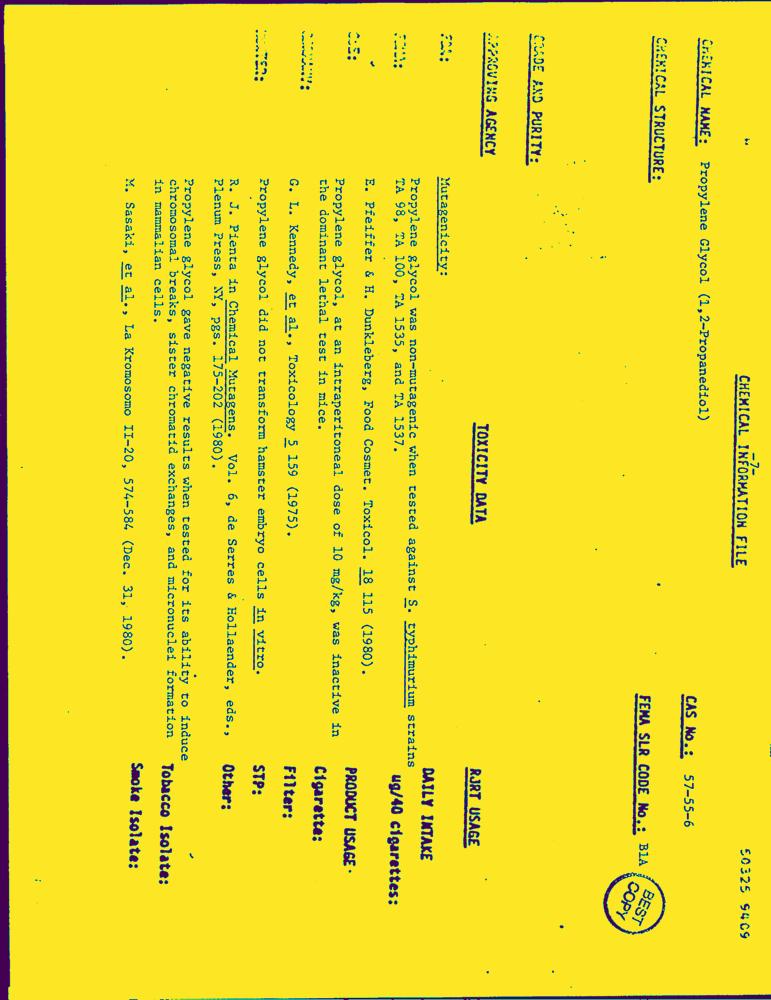 50325 9409
-7-
CHEMICAL INFORMATION FILE
CHEMICAL NAME: Propylene Glycol (1,2-Propanediol)
CAS No.: 57-55-6
CHEMICAL STRUCTURE:
FEMA SLR CODE No.: B1A
BEST COPY
GRADE AND PURITY:
APPROVING AGENCY
TOXICITY DATA
RJRT USAGE
FDA:
Mutagenicity:
DAILY INTAKE
ug/40 cigarettes:
Propylene glycol was non-mutagenic when tested against S. typhimurium strains
TA 98, TA 100, TA 1535, and TA 1537.
E. Pfeiffer & H. Dunkleberg, Food Cosmet. Toxicol. 18 115 (1980).
PRODUCT USAGE
Propylene glycol, at an intraperitoneal dose of 10 mg/kg, was inactive in
the dominant lethal test in mice.
Cigarette:
G. L. Kennedy, et al., Toxicology 5 159 (1975).
Filter:
Propylene glycol did not transform hamster embryo cells in vitro.
STP:
R. J. Pienta in Chemical Mutagens. Vol. 6, de Serres & Hollaender, eds.,
Plenum Press, NY, pgs. 175-202 (1980).
Other:
Propylene glycol gave negative results when tested for its ability to induce
chromosomal breaks, sister chromatid exchanges, and micronuclei formation
in mammalian cells.
Tobacco Isolate:
M. Sasaki, et al., La Kromosomo II-20, 574-584 (Dec. 31, 1980).
Smoke Isolate: